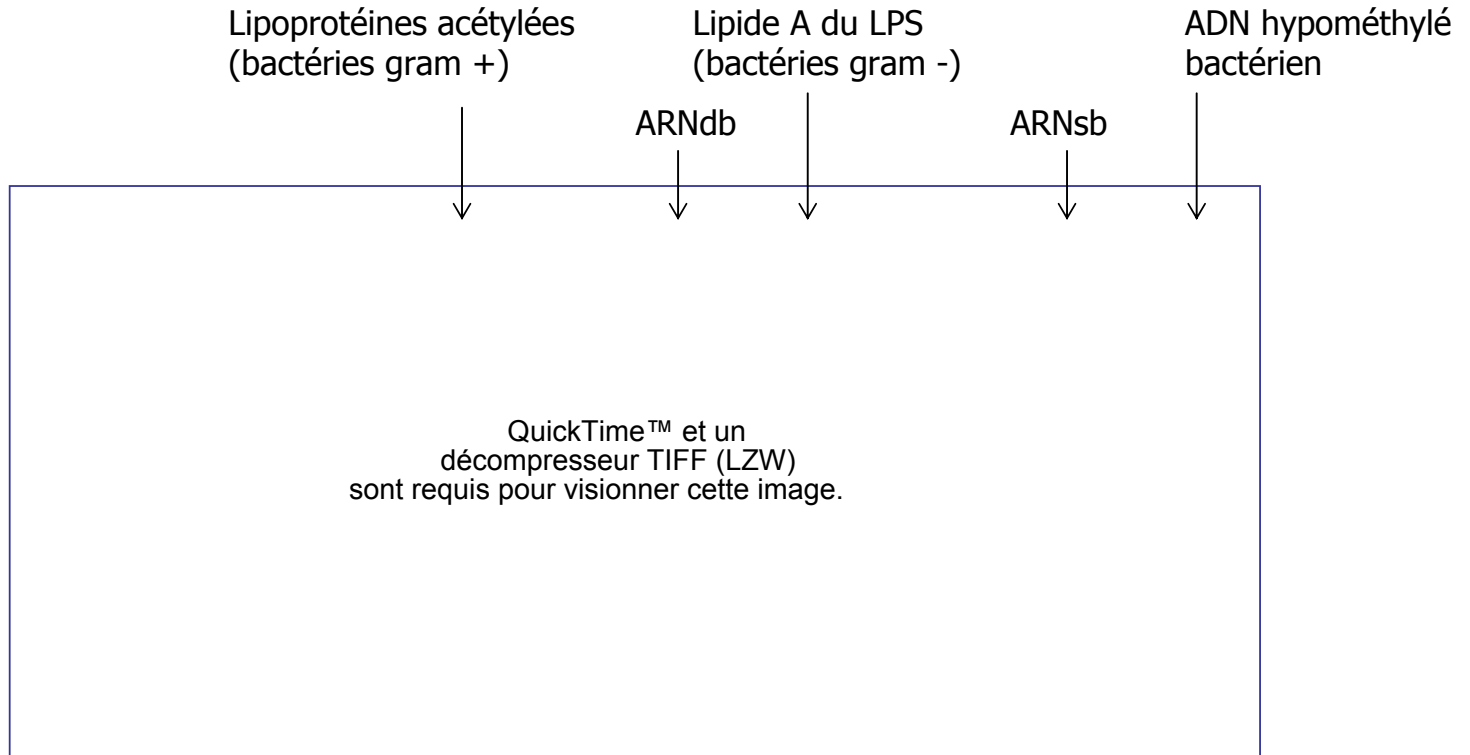 Lipoprotéines acétylées
(bactéries gram +)
Lipide A du LPS
(bactéries gram -)
ADN hypométhylé
bactérien
ARNdb
ARNsb
QuickTime™ et un
décompresseur TIFF (LZW)
sont requis pour visionner cette image.